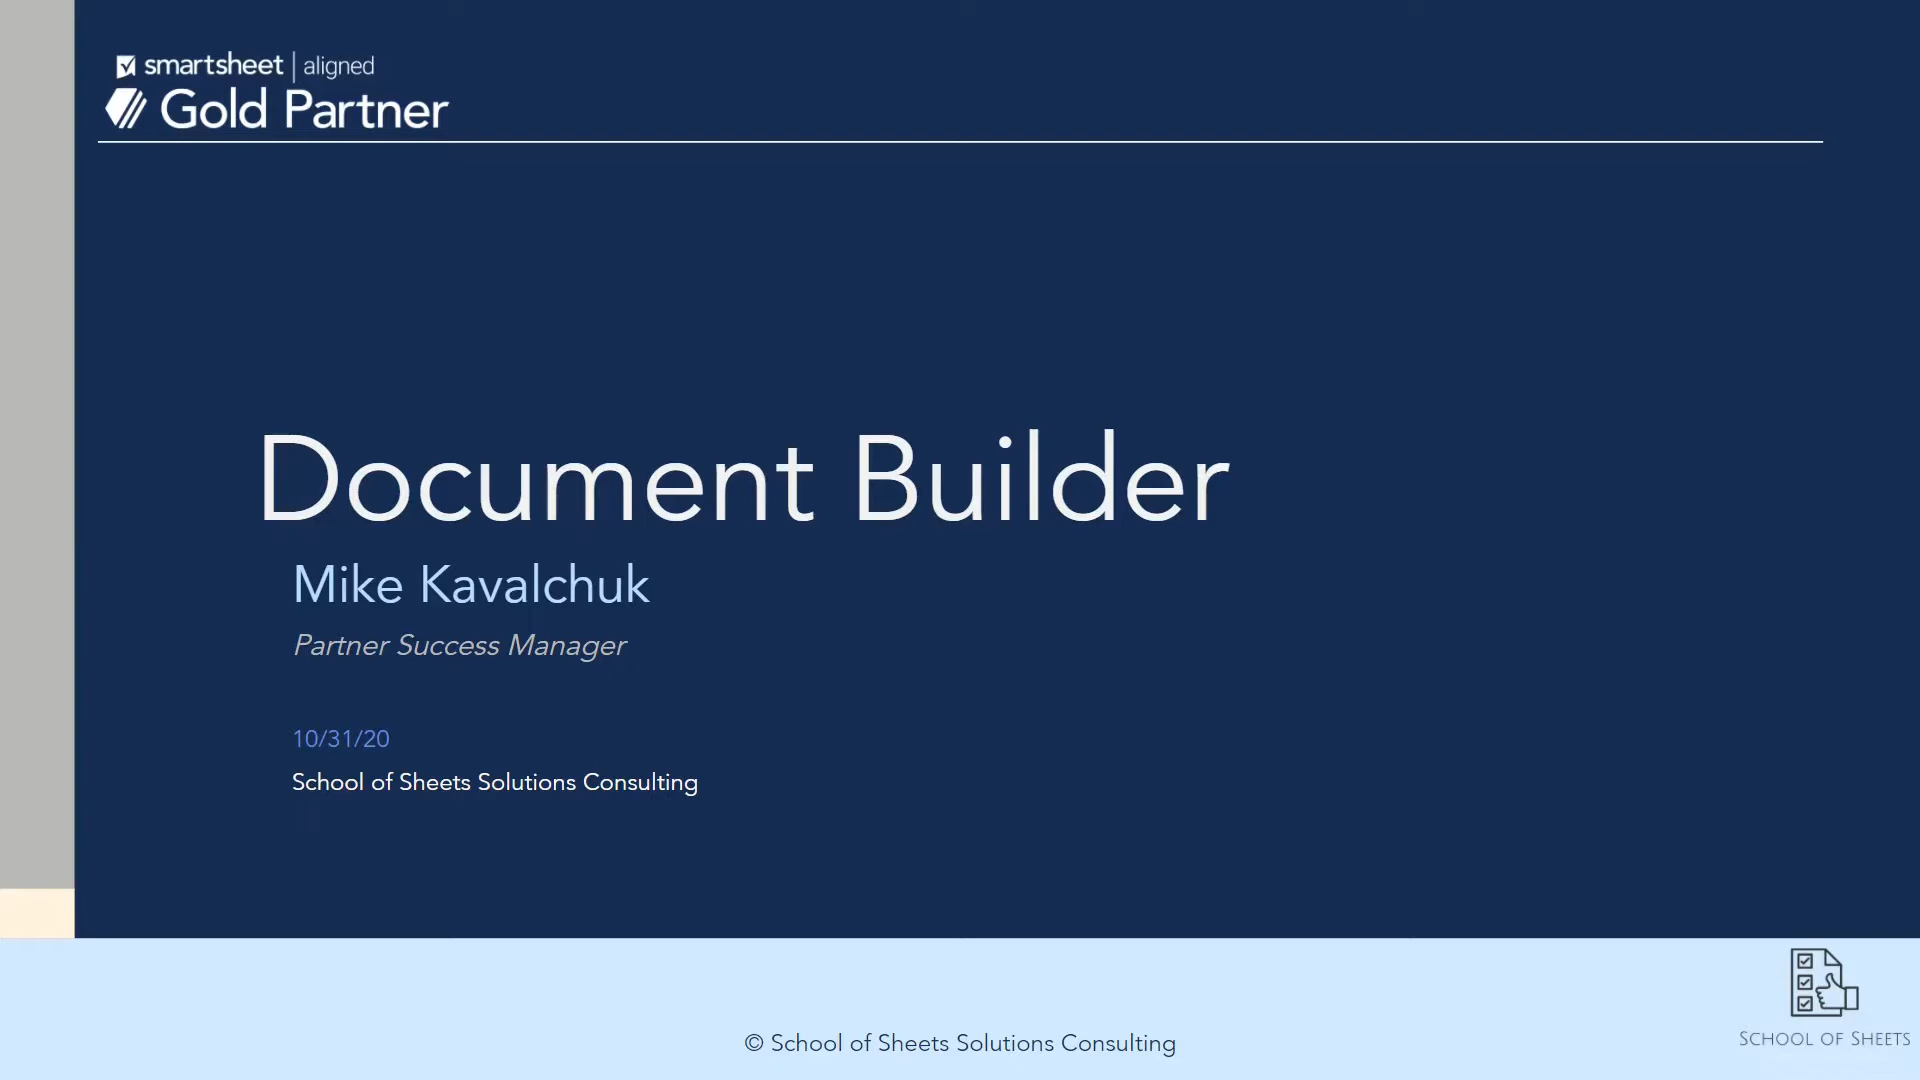 smartsheet | aligned
Gold Partner
Document Builder
Mike Kavalchuk
Partner Success Manager
10/31/20
School of Sheets Solutions Consulting
© School of Sheets Solutions Consulting
SCHOOL OF SHEETS